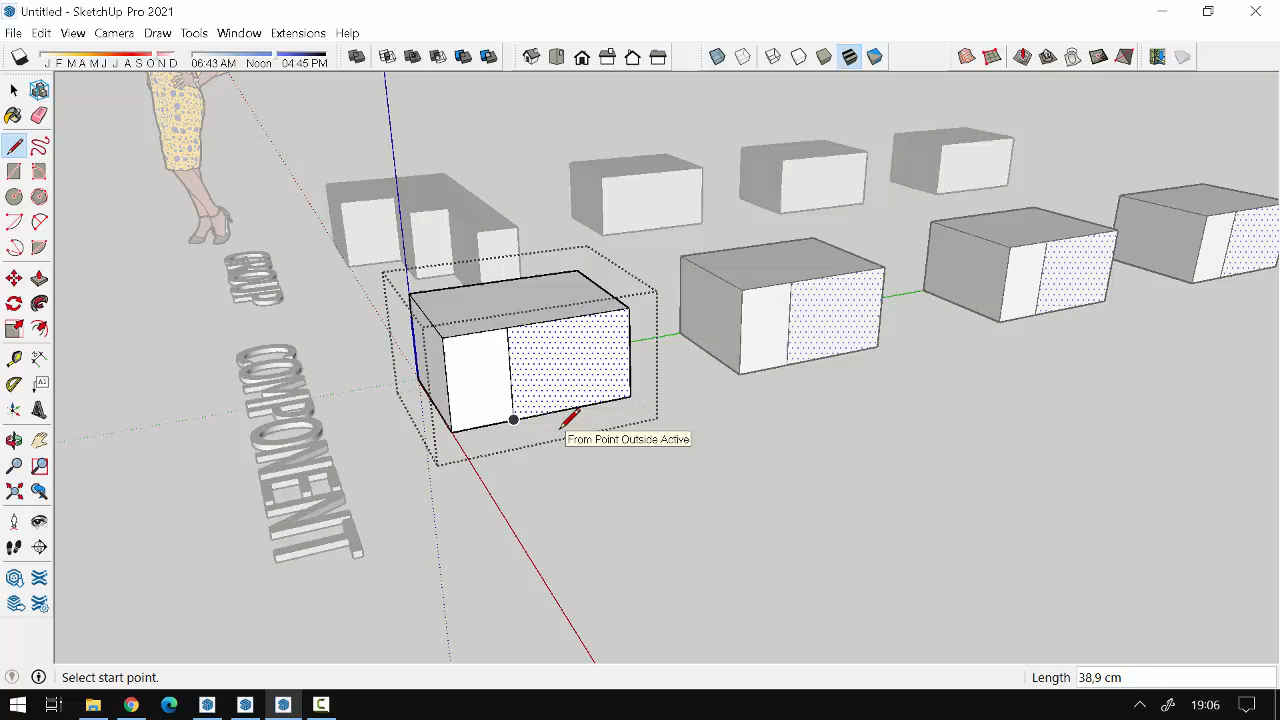 Untitled - SketchUp Pro 2021
File Edit View Camera Draw Tools Window Extensions Help
J F M A M J J A S O N D 06:43 AM Noon 04:45 PM
GROUP
COMPONENT
A1
From Point Outside Active
Select start point.
Length 38,9 cm
19:06